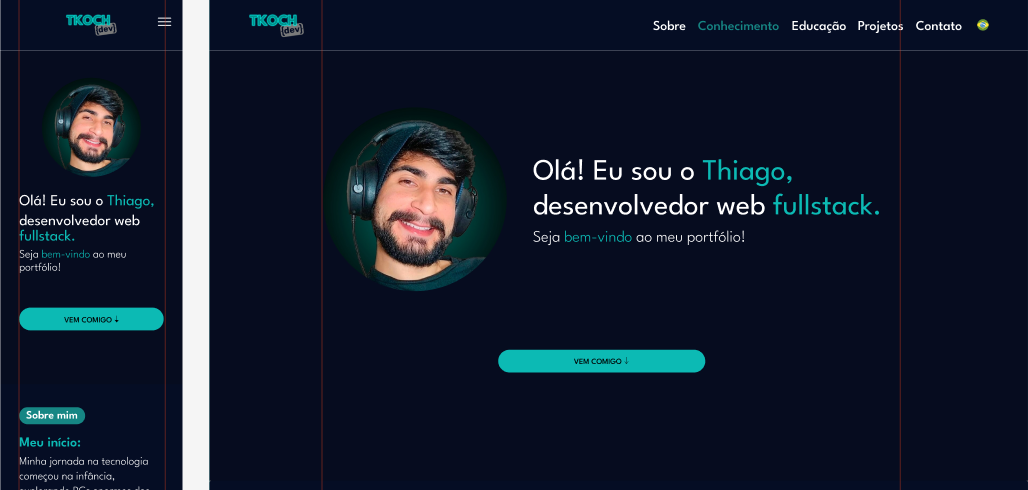 TKOCH
{dev}
Olá! Eu sou o Thiago,
desenvolvedor web
fullstack.
Seja bem-vindo ao meu
portfólio!
VEM COMIGO ↓
Sobre mim
Meu início:
Minha jornada na tecnologia
começou na infância,
TKOCH
{dev}
Sobre Conhecimento Educação Projetos Contato
Olá! Eu sou o Thiago,
desenvolvedor web fullstack.
Seja bem-vindo ao meu portfólio!
VEM COMIGO ↓